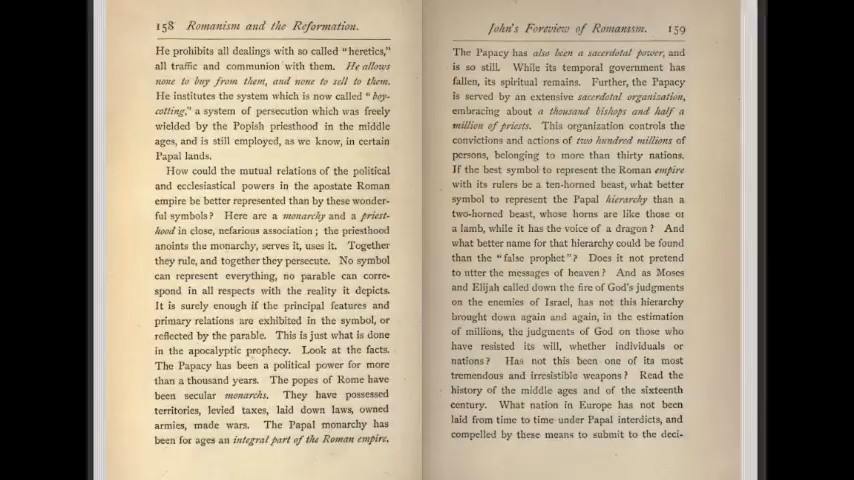 158 Romanism and the Reformation.
He prohibits all dealings with so called "heretics,"
all traffic and communion with them. He allows
none to buy from them, and none to sell to them.
He institutes the system which is now called "boy-
cotting," a system of persecution which was freely
wielded by the Popish priesthood in the middle
ages, and is still employed, as we know, in certain
Papal lands.
How could the mutual relations of the political
and ecclesiastical powers in the apostate Roman
empire be better represented than by these wonder-
ful symbols? Here are a monarchy and a priest-
hood in close, nefarious association; the priesthood
anoints the monarchy, serves it, uses it. Together
they rule, and together they persecute. No symbol
can represent everything, no parable can corre-
spond in all respects with the reality it depicts.
It is surely enough if the principal features and
primary relations are exhibited in the symbol, or
reflected by the parable. This is just what is done
in the apocalyptic prophecy. Look at the facts.
The Papacy has been a political power for more
than a thousand years. The popes of Rome have
been secular monarchs. They have possessed
territories, levied taxes, laid down laws, owned
armies, made wars. The Papal monarchy has
been for ages an integral part of the Roman empire.
John's Foreview of Romanism. 159
The Papacy has also been a sacerdotal power, and
is so still. While its temporal government has
fallen, its spiritual remains. Further, the Papacy
is served by an extensive sacerdotal organization,
embracing about a thousand bishops and half a
million of priests. This organization controls the
convictions and actions of two hundred millions of
persons, belonging to more than thirty nations.
If the best symbol to represent the Roman empire
with its rulers be a ten-horned beast, what better
symbol to represent the Papal hierarchy than a
two-horned beast, whose horns are like those of
a lamb, while it has the voice of a dragon? And
what better name for that hierarchy could be found
than the "false prophet"? Does it not pretend
to utter the messages of heaven? And as Moses
and Elijah called down the fire of God's judgments
on the enemies of Israel, has not this hierarchy
brought down again and again, in the estimation
of millions, the judgments of God on those who
have resisted its will, whether individuals or
nations? Has not this been one of its most
tremendous and irresistible weapons? Read the
history of the middle ages and of the sixteenth
century. What nation in Europe has not been
laid from time to time under Papal interdicts, and
compelled by these means to submit to the deci-